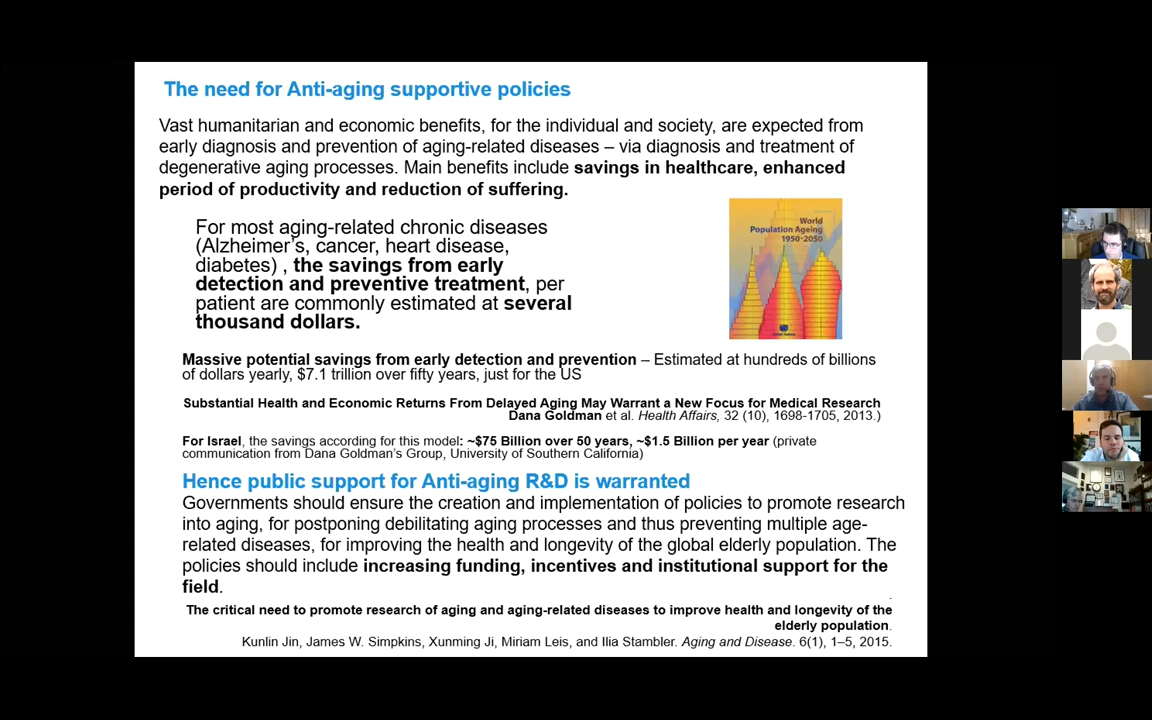 The need for Anti-aging supportive policies
Vast humanitarian and economic benefits, for the individual and society, are expected from
early diagnosis and prevention of aging-related diseases – via diagnosis and treatment of
degenerative aging processes. Main benefits include savings in healthcare, enhanced
period of productivity and reduction of suffering.
For most aging-related chronic diseases
(Alzheimer's, cancer, heart disease,
diabetes) , the savings from early
detection and preventive treatment, per
patient are commonly estimated at several
thousand dollars.
World
Population Ageing
1950-2050
Massive potential savings from early detection and prevention – Estimated at hundreds of billions
of dollars yearly, $7.1 trillion over fifty years, just for the US
Substantial Health and Economic Returns From Delayed Aging May Warrant a New Focus for Medical Research
Dana Goldman et al. Health Affairs, 32 (10), 1698-1705, 2013.)
For Israel, the savings according for this model: ~$75 Billion over 50 years, ~$1.5 Billion per year (private
communication from Dana Goldman's Group, University of Southern California)
Hence public support for Anti-aging R&D is warranted
Governments should ensure the creation and implementation of policies to promote research
into aging, for postponing debilitating aging processes and thus preventing multiple age-
related diseases, for improving the health and longevity of the global elderly population. The
policies should include increasing funding, incentives and institutional support for the
field.
.
The critical need to promote research of aging and aging-related diseases to improve health and longevity of the
elderly population.
Kunlin Jin, James W. Simpkins, Xunming Ji, Miriam Leis, and Ilia Stambler. Aging and Disease. 6(1), 1–5, 2015.